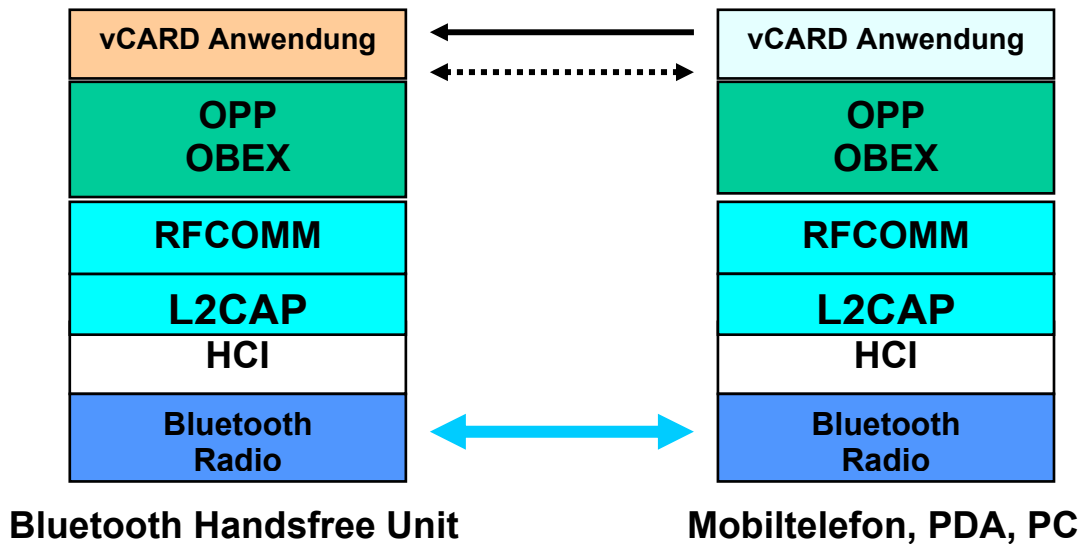 vCARD Anwendung
OPP
OBEX
RFCOMM
L2CAP
HCI
Bluetooth
Radio
Bluetooth Handsfree Unit
vCARD Anwendung
OPP
OBEX
RFCOMM
L2CAP
HCI
Bluetooth
Radio
Mobiltelefon, PDA, PC